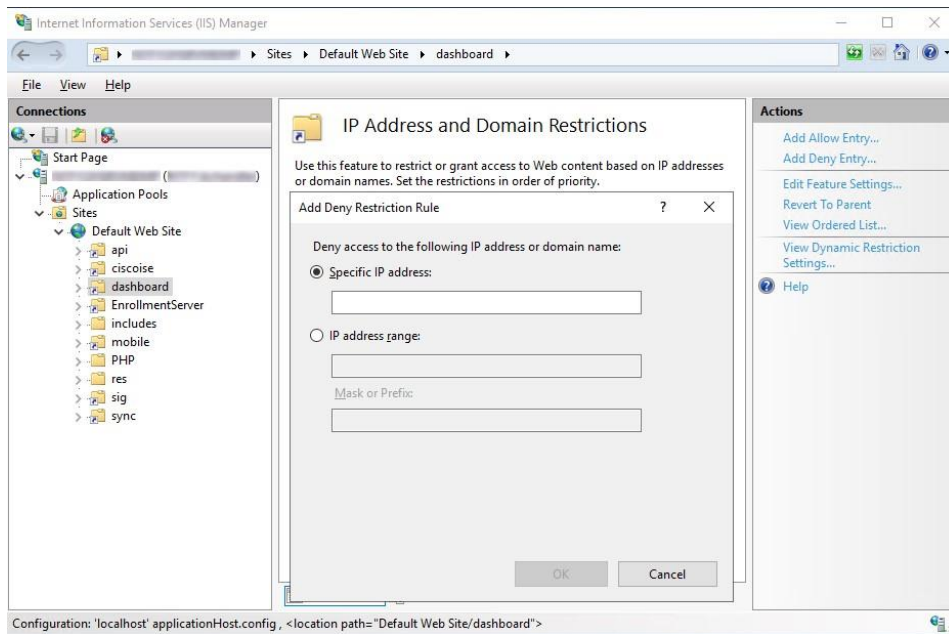 Internet Information Services (IIS) Manager
Sites Default Web Site dashboard
File View Help
Connections
Start Page
( )
Application Pools
Sites
Default Web Site
api
ciscoise
dashboard
EnrollmentServer
includes
mobile
PHP
res
sig
sync
IP Address and Domain Restrictions
Use this feature to restrict or grant access to Web content based on IP addresses
or domain names. Set the restrictions in order of priority.
Add Deny Restriction Rule
Deny access to the following IP address or domain name:
Specific IP address:
IP address range:
Mask or Prefix:
OK Cancel
Actions
Add Allow Entry...
Add Deny Entry...
Edit Feature Settings...
Revert To Parent
View Ordered List...
View Dynamic Restriction
Settings...
Help
Configuration: 'localhost' applicationHost.config , <location path="Default Web Site/dashboard">